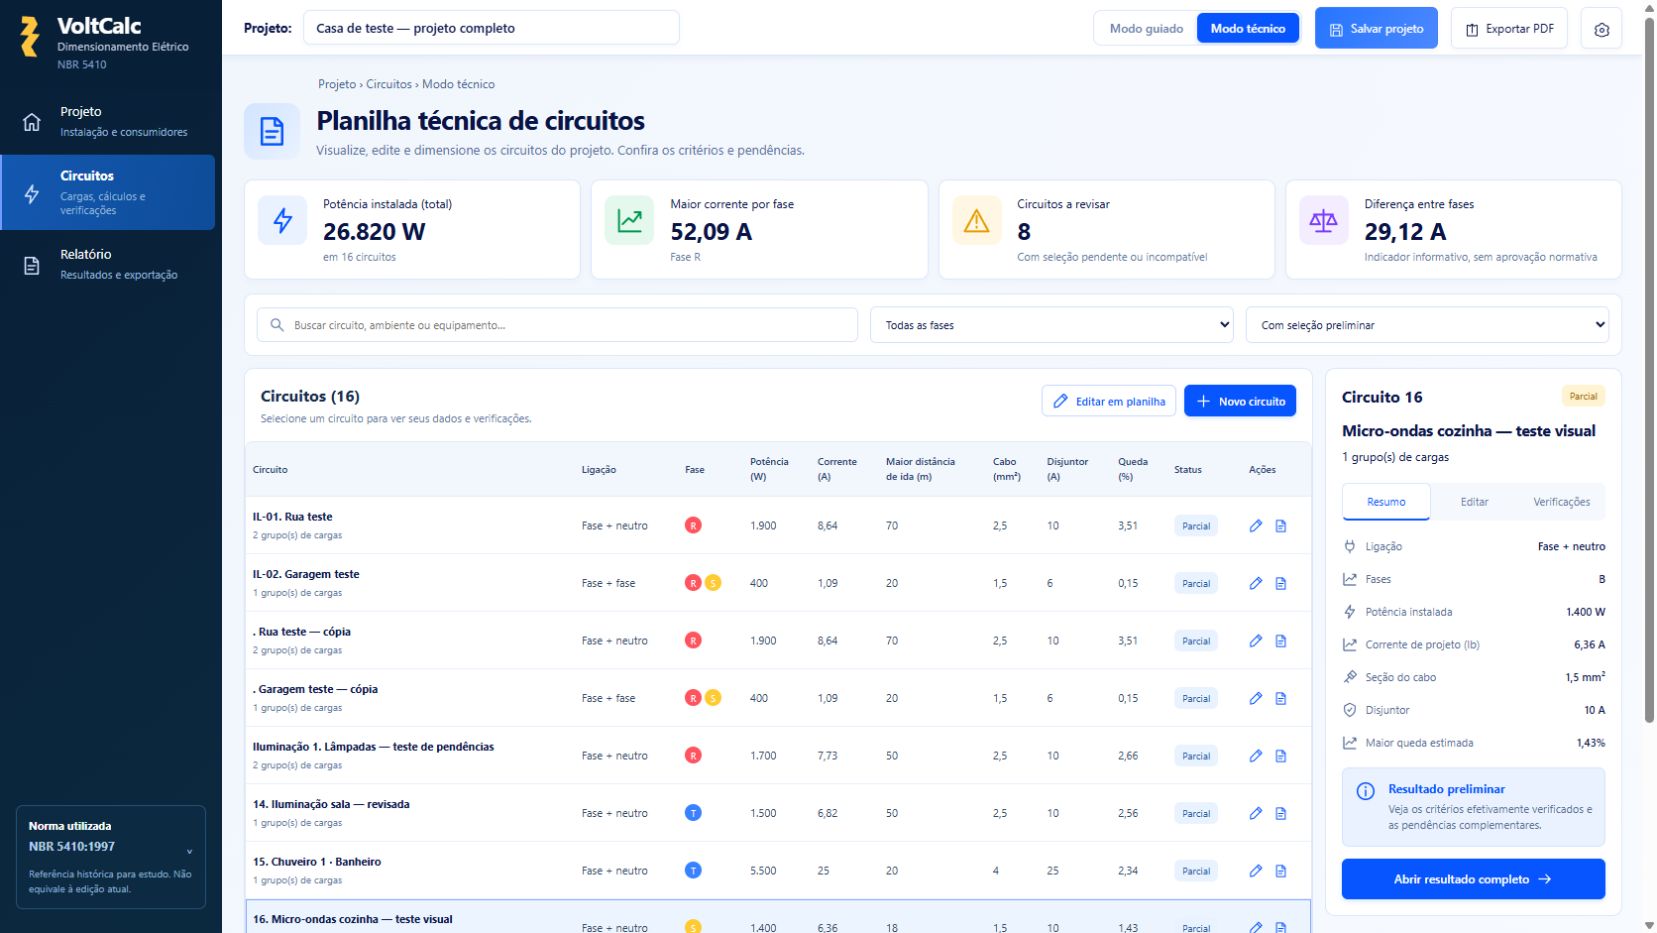 VoltCalc
Dimensionamento Elétrico
NBR 5410
Projeto
Instalação e consumidores
Circuitos
Cargas, cálculos e
verificações
Relatório
Resultados e exportação
Norma utilizada
NBR 5410:1997
Referência histórica para estudo. Não
equivale à edição atual.
Projeto: Casa de teste — projeto completo
Modo guiado Modo técnico Salvar projeto Exportar PDF
Projeto › Circuitos › Modo técnico
Planilha técnica de circuitos
Visualize, edite e dimensione os circuitos do projeto. Confira os critérios e pendências.
Potência instalada (total)
26.820 W
em 16 circuitos
Maior corrente por fase
52,09 A
Fase R
Circuitos a revisar
8
Com seleção pendente ou incompatível
Diferença entre fases
29,12 A
Indicador informativo, sem aprovação normativa
Buscar circuito, ambiente ou equipamento... Todas as fases Com seleção preliminar
Circuitos (16)
Selecione um circuito para ver seus dados e verificações.
Editar em planilha Novo circuito
Circuito Ligação Fase Potência (W) Corrente (A) Maior distância de ida (m) Cabo (mm²) Disjuntor (A) Queda (%) Status Ações
IL-01. Rua teste
2 grupo(s) de cargas
Fase + neutro R 1.900 8,64 70 2,5 10 3,51 Parcial
IL-02. Garagem teste
1 grupo(s) de cargas
Fase + fase R S 400 1,09 20 1,5 6 0,15 Parcial
. Rua teste — cópia
2 grupo(s) de cargas
Fase + neutro R 1.900 8,64 70 2,5 10 3,51 Parcial
. Garagem teste — cópia
1 grupo(s) de cargas
Fase + fase R S 400 1,09 20 1,5 6 0,15 Parcial
Iluminação 1. Lâmpadas — teste de pendências
2 grupo(s) de cargas
Fase + neutro R 1.700 7,73 50 2,5 10 2,66 Parcial
14. Iluminação sala — revisada
1 grupo(s) de cargas
Fase + neutro T 1.500 6,82 50 2,5 10 2,56 Parcial
15. Chuveiro 1 · Banheiro
1 grupo(s) de cargas
Fase + neutro T 5.500 25 20 4 25 2,34 Parcial
16. Micro-ondas cozinha — teste visual
Fase + neutro S 1.400 6,36 18 1,5 10 1,43 Parcial
Circuito 16 Parcial
Micro-ondas cozinha — teste visual
1 grupo(s) de cargas
Resumo Editar Verificações
Ligação Fase + neutro
Fases B
Potência instalada 1.400 W
Corrente de projeto (Ib) 6,36 A
Seção do cabo 1,5 mm²
Disjuntor 10 A
Maior queda estimada 1,43%
Resultado preliminar
Veja os critérios efetivamente verificados e
as pendências complementares.
Abrir resultado completo →